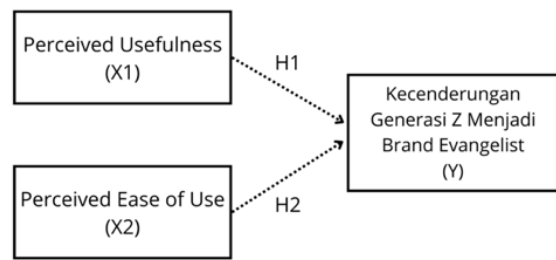 Perceived Usefulness
(X1)
H1
Kecenderungan
Generasi Z Menjadi
Brand Evangelist
(Y)
Perceived Ease of Use
(X2)
H2